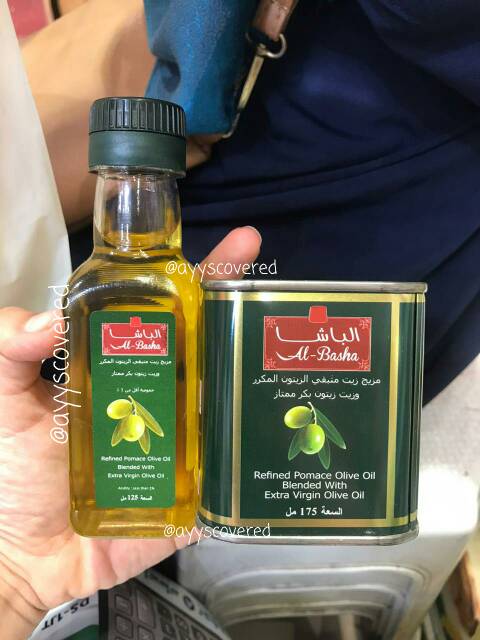 @ayyscovered
@ayyscovered
@ayyscovered
الباشا
Al-Basha
مزيج زيت متبقي الزيتون المكرر
وزيت زيتون بكر ممتاز
Refined Pomace Olive Oil
Blended With
Extra Virgin Olive Oil
السعة 125 مل
الباشا
Al-Basha
مزيج زيت متبقي الزيتون المكرر
وزيت زيتون بكر ممتاز
Refined Pomace Olive Oil
Blended With
Extra Virgin Olive Oil
السعة 175 مل